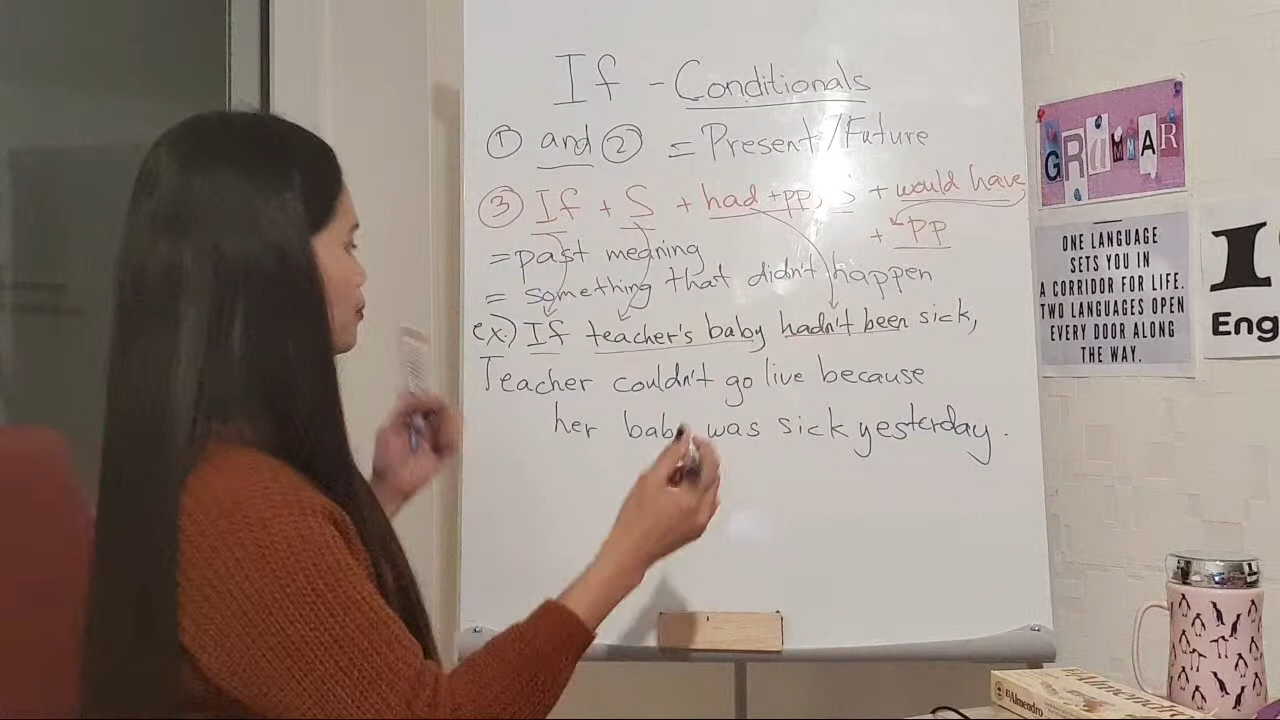 If - Conditionals
① and ② = Present/Future
③ If + S + had + pp, S + would have
+ pp
= past meaning
= something that didn't happen
ex.) If teacher's baby hadn't been sick,
Teacher couldn't go live because
her baby was sick yesterday.
GRAMMAR
ONE LANGUAGE
SETS YOU IN
A CORRIDOR FOR LIFE.
TWO LANGUAGES OPEN
EVERY DOOR ALONG
THE WAY.
I
Eng
El Almendro